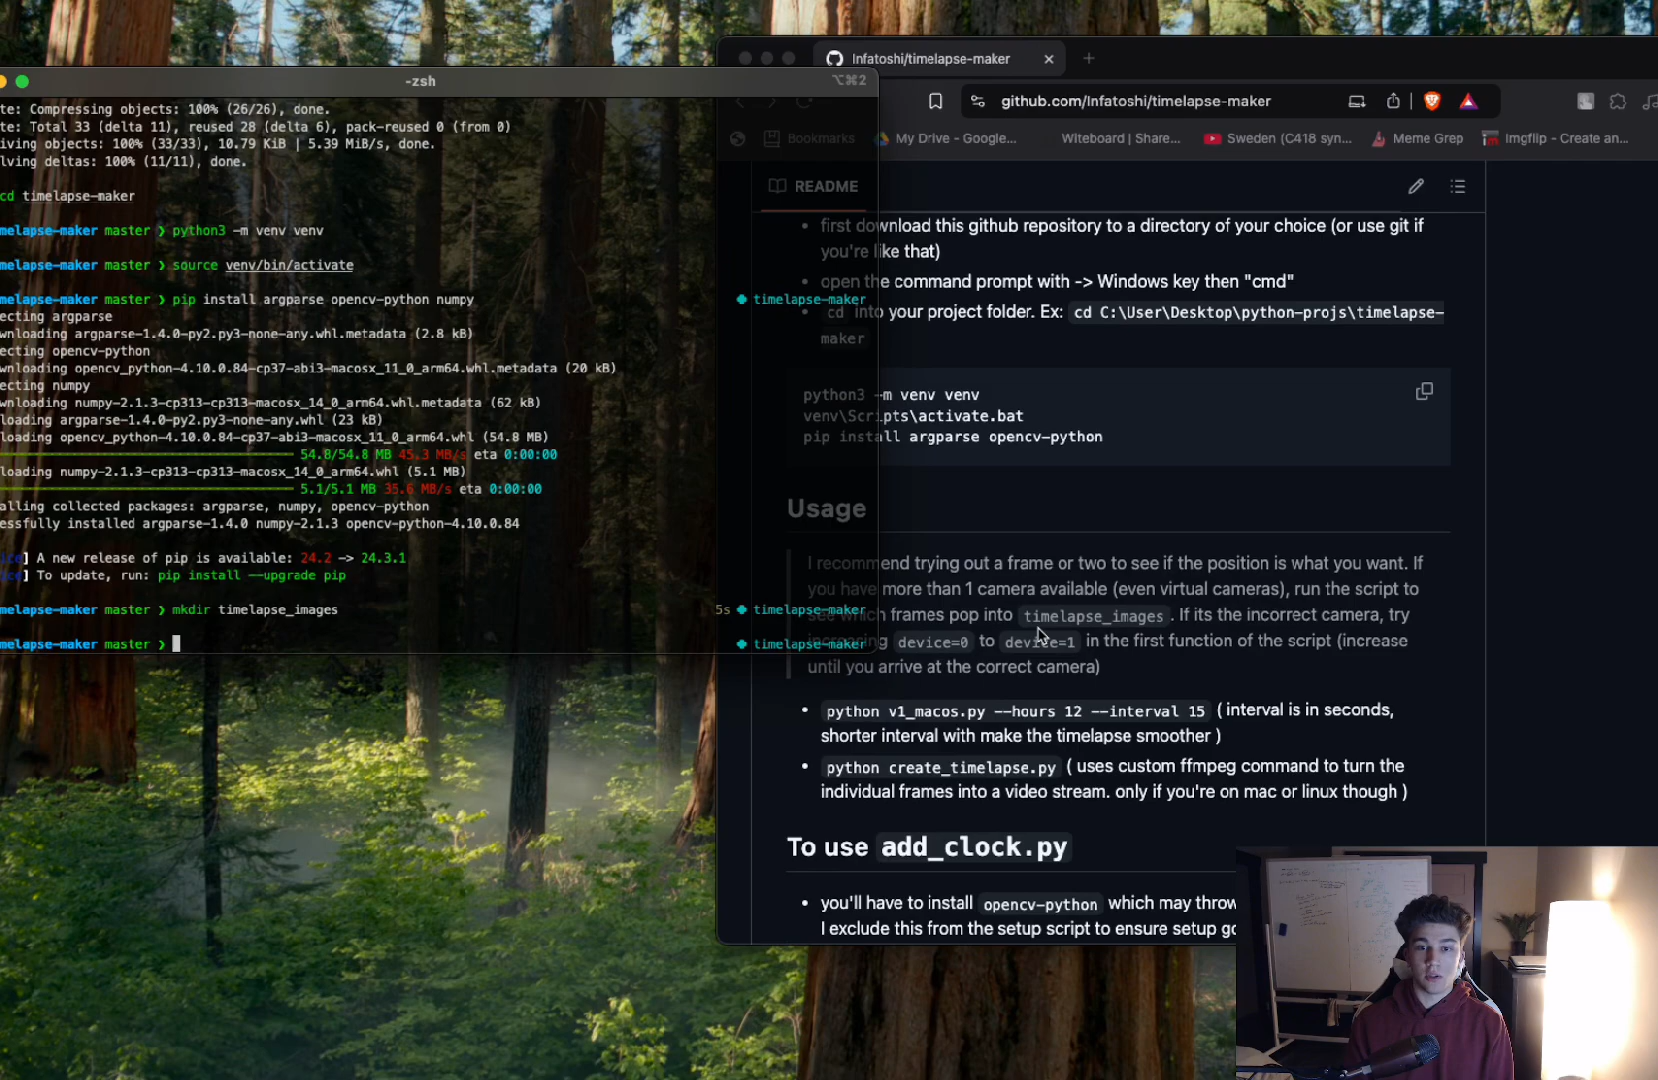 -zsh
⌥⌘2
te: Compressing objects: 100% (26/26), done.
te: Total 33 (delta 11), reused 28 (delta 6), pack-reused 0 (from 0)
iving objects: 100% (33/33), 10.79 KiB | 5.39 MiB/s, done.
lving deltas: 100% (11/11), done.
cd timelapse-maker
melapse-maker master ❯ python3 -m venv venv
melapse-maker master ❯ source venv/bin/activate
melapse-maker master ❯ pip install argparse opencv-python numpy
timelapse-maker
ecting argparse
wnloading argparse-1.4.0-py2.py3-none-any.whl.metadata (2.8 kB)
ecting opencv-python
wnloading opencv_python-4.10.0.84-cp37-abi3-macosx_11_0_arm64.whl.metadata (20 kB)
ecting numpy
wnloading numpy-2.1.3-cp313-cp313-macosx_14_0_arm64.whl.metadata (62 kB)
loading argparse-1.4.0-py2.py3-none-any.whl (23 kB)
loading opencv_python-4.10.0.84-cp37-abi3-macosx_11_0_arm64.whl (54.8 MB)
54.8/54.8 MB 45.3 MB/s eta 0:00:00
loading numpy-2.1.3-cp313-cp313-macosx_14_0_arm64.whl (5.1 MB)
5.1/5.1 MB 35.6 MB/s eta 0:00:00
alling collected packages: argparse, numpy, opencv-python
essfully installed argparse-1.4.0 numpy-2.1.3 opencv-python-4.10.0.84
ice] A new release of pip is available: 24.2 -> 24.3.1
ice] To update, run: pip install --upgrade pip
melapse-maker master ❯ mkdir timelapse_images
5s timelapse-maker
melapse-maker master ❯
timelapse-maker
Infatoshi/timelapse-maker
github.com/Infatoshi/timelapse-maker
Bookmarks
My Drive - Google...
Witeboard | Share...
Sweden (C418 syn...
Meme Grep
Imgflip - Create an...
README
• first download this github repository to a directory of your choice (or use git if
you're like that)
• open the command prompt with -> Windows key then "cmd"
• cd into your project folder. Ex: cd C:\User\Desktop\python-projs\timelapse-
maker
python3 -m venv venv
venv\Scripts\activate.bat
pip install argparse opencv-python
Usage
I recommend trying out a frame or two to see if the position is what you want. If
you have more than 1 camera available (even virtual cameras), run the script to
see which frames pop into timelapse_images. If its the incorrect camera, try
increasing device=0 to device=1 in the first function of the script (increase
until you arrive at the correct camera)
• python v1_macos.py --hours 12 --interval 15 ( interval is in seconds,
shorter interval with make the timelapse smoother )
• python create_timelapse.py ( uses custom ffmpeg command to turn the
individual frames into a video stream. only if you're on mac or linux though )
To use add_clock.py
• you'll have to install opencv-python which may throw
I exclude this from the setup script to ensure setup go